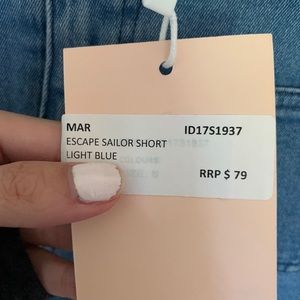 MAR ID17S1937
ESCAPE SAILOR SHORT
LIGHT BLUE
RRP $ 79